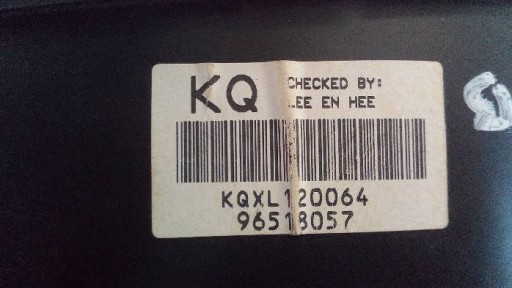 KQ CHECKED BY:
LEE EN HEE
KQXL120064
96518057